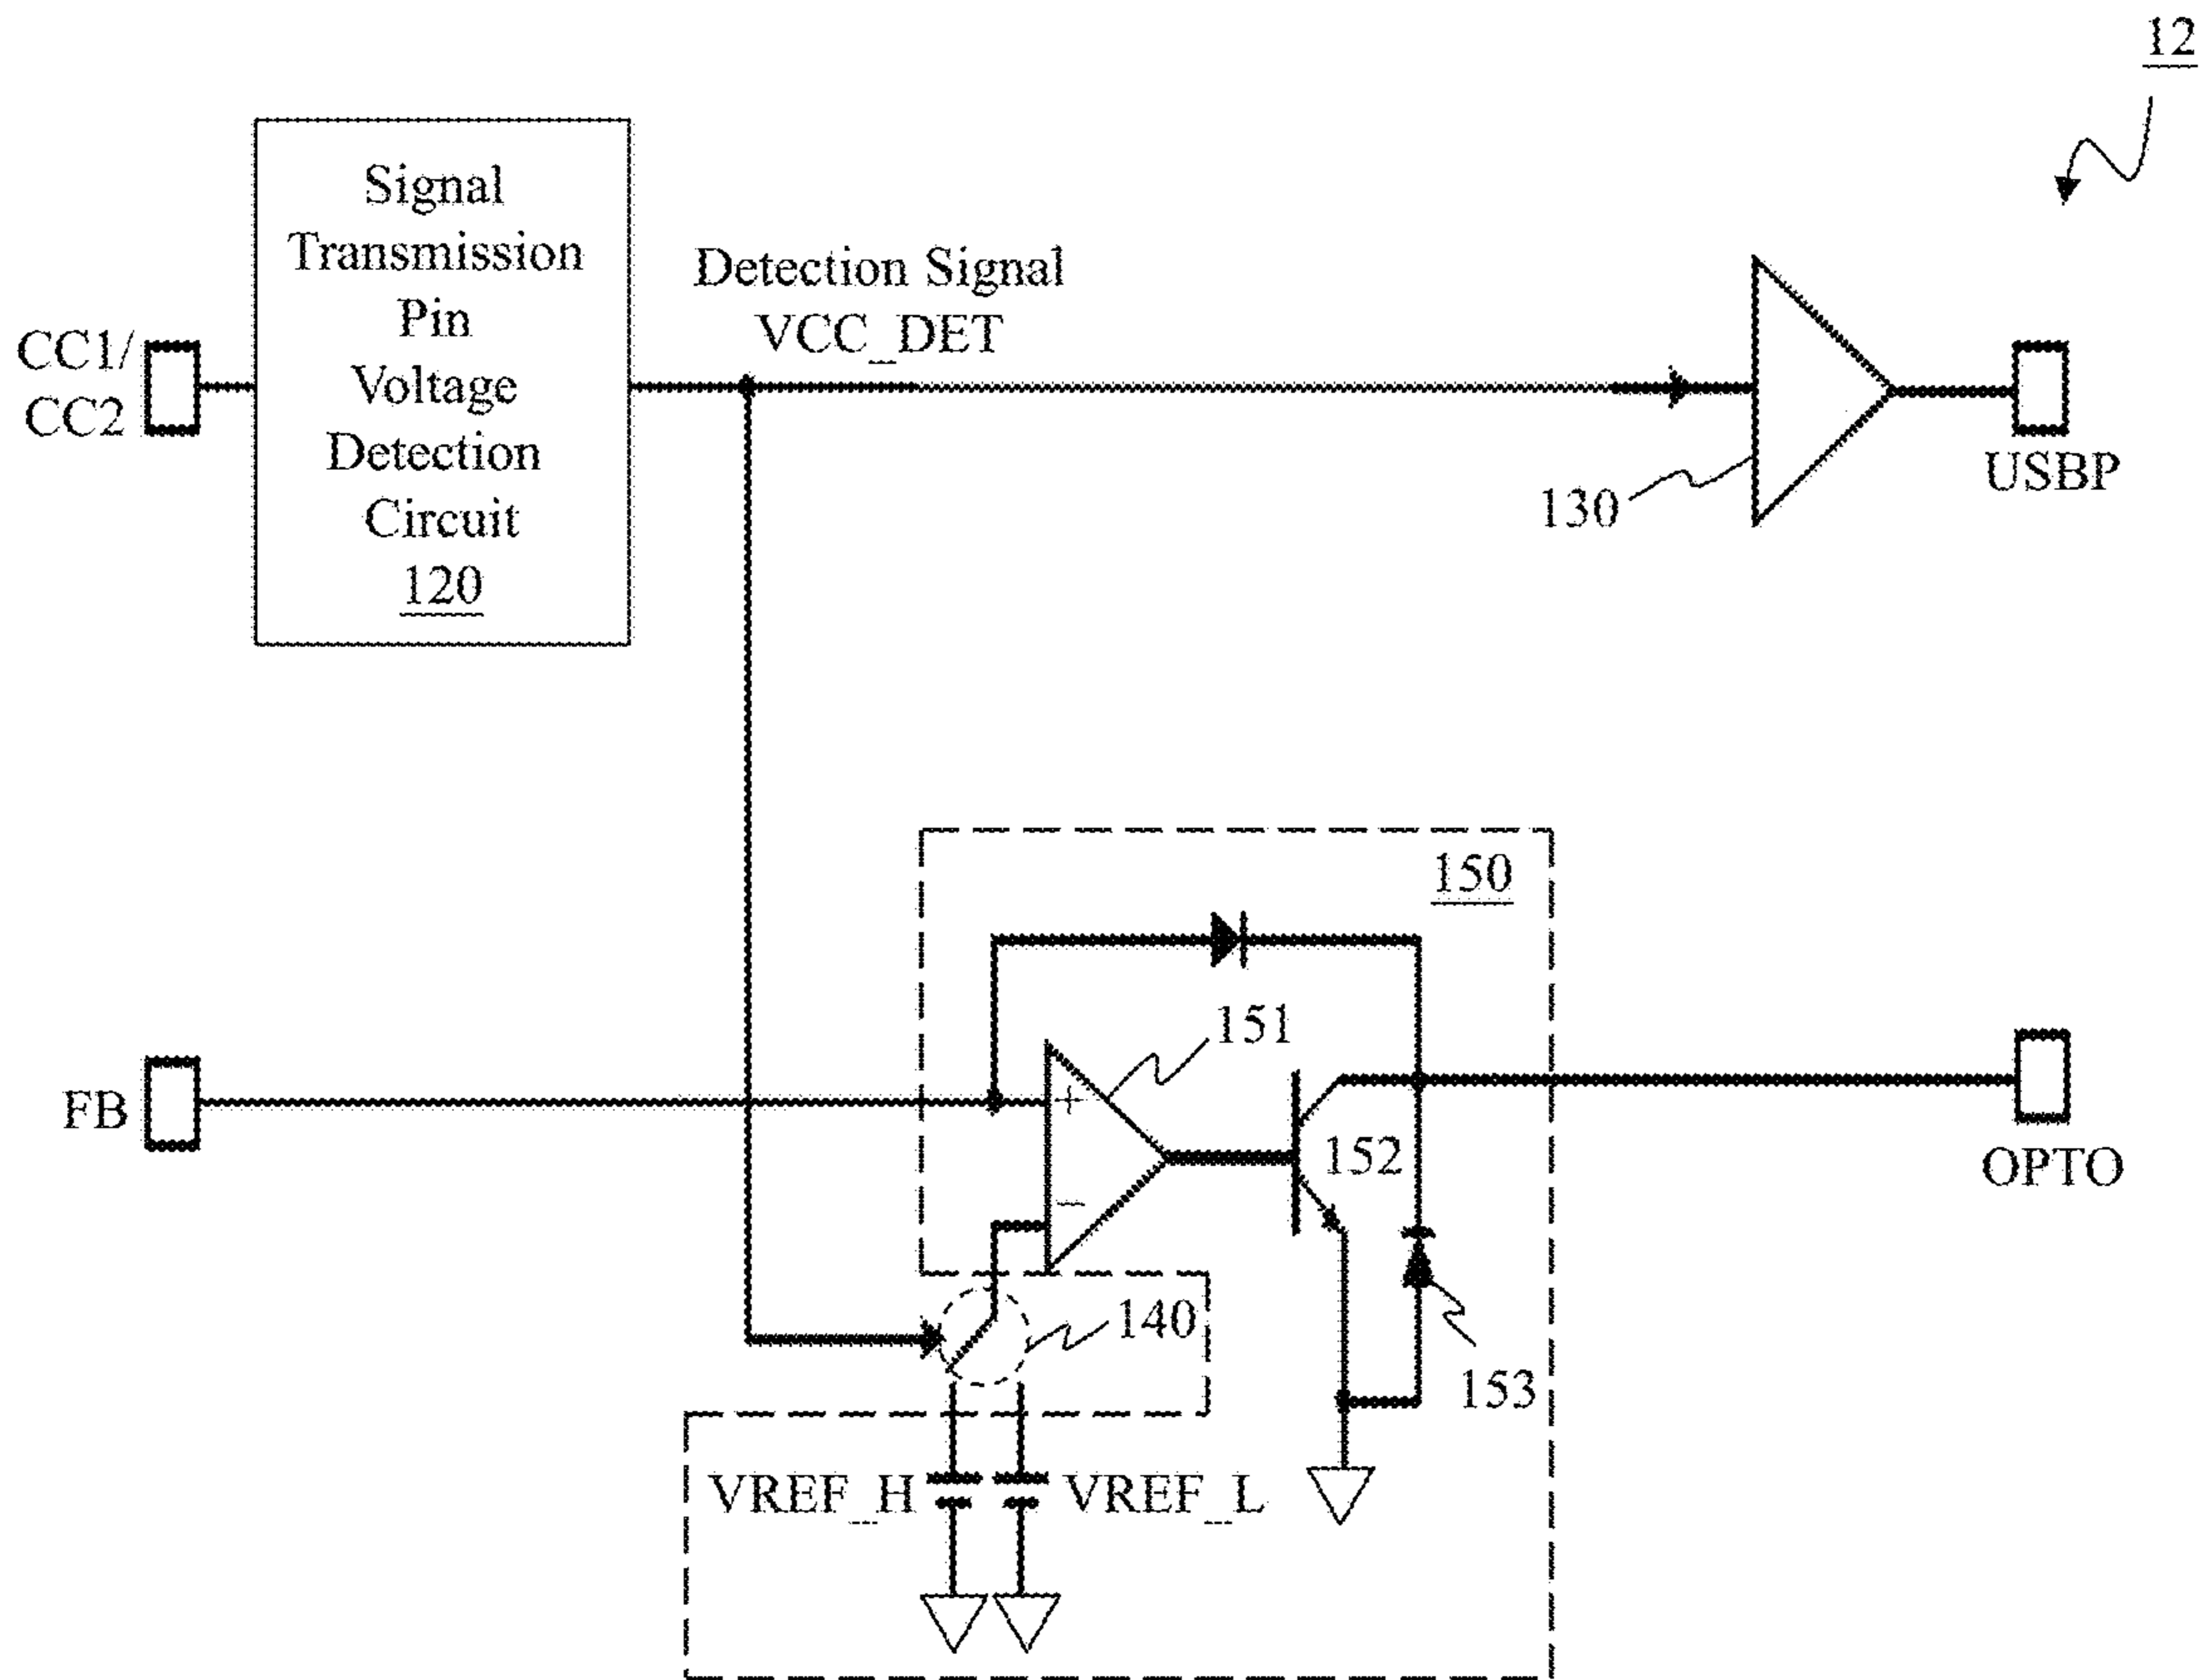 12
Signal
Transmission
Pin
Voltage
Detection
Circuit
120
CC1/
CC2
Detection Signal
VCC_DET
130
USBP
150
151
+
FB
152
−
OPTO
140
153
VREF_H
VREF_L